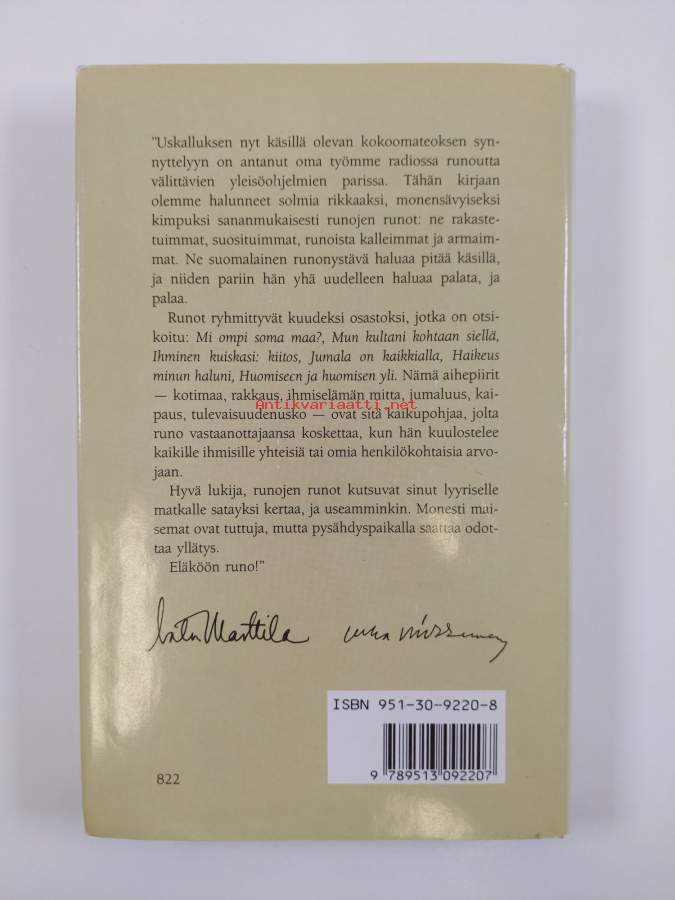 "Uskalluksen nyt käsillä olevan kokoomateoksen syn-
nyttelyyn on antanut oma työmme radiossa runoutta
välittävien yleisöohjelmien parissa. Tähän kirjaan
olemme halunneet solmia rikkaaksi, monensävyiseksi
kimpuksi sananmukaisesti runojen runot: ne rakaste-
tuimmat, suosituimmat, runoista kalleimmat ja armaim-
mat. Ne suomalainen runonystävä haluaa pitää käsillä,
ja niiden pariin hän yhä uudelleen haluaa palata, ja
palaa.
Runot ryhmittyvät kuudeksi osastoksi, jotka on otsi-
koitu: Mi ompi soma maa?, Mun kultani kohtaan siellä,
Ihminen kuiskasi: kiitos, Jumala on kaikkialla, Haikeus
minun haluni, Huomiseen ja huomisen yli. Nämä aihepiirit
— kotimaa, rakkaus, ihmiselämän mitta, jumaluus, kai-
Antikvariaatti.net
paus, tulevaisuudenusko — ovat sitä kaikupohjaa, jolta
runo vastaanottajaansa koskettaa, kun hän kuulostelee
kaikille ihmisille yhteisiä tai omia henkilökohtaisia arvo-
jaan.
Hyvä lukija, runojen runot kutsuvat sinut lyyriselle
matkalle satayksi kertaa, ja useamminkin. Monesti mai-
semat ovat tuttuja, mutta pysähdyspaikalla saattaa odot-
taa yllätys.
Eläköön runo!"
Marttila
ISBN 951-30-9220-8
9 789513 092207
822